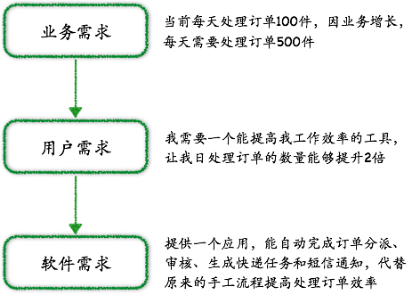 业务需求
当前每天处理订单100件，因业务增长，
每天需要处理订单500件
用户需求
我需要一个能提高我工作效率的工具，
让我日处理订单的数量能够提升2倍
软件需求
提供一个应用，能自动完成订单分派、
审核、生成快递任务和短信通知，代替
原来的手工流程提高处理订单效率